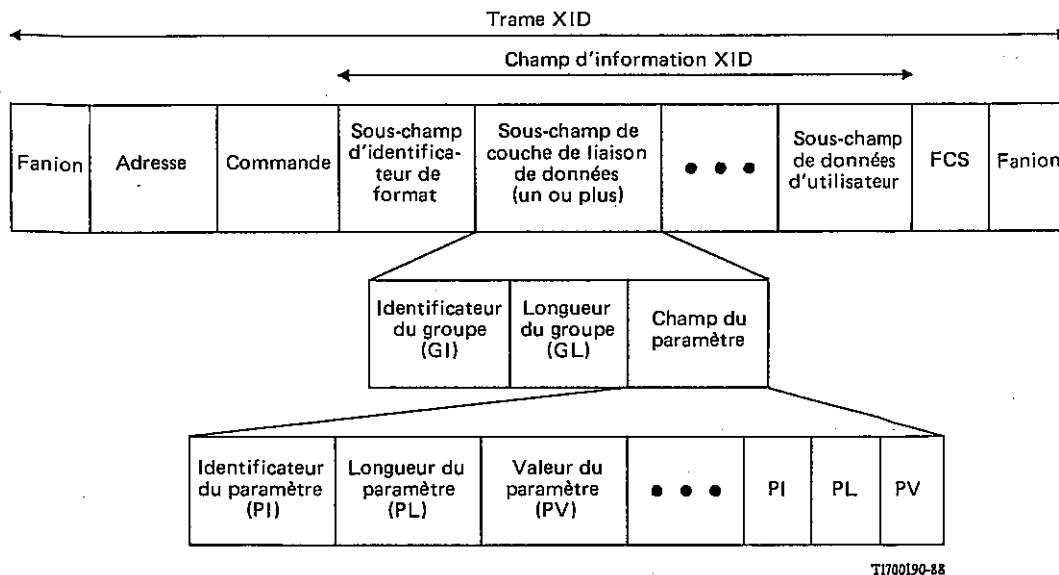 Trame XID
Champ d'information XID
Fanion
Adresse
Commande
Sous-champ
d'identifica-
teur de
format
Sous-champ de
couche de liaison
de données
(un ou plus)
Sous-champ
de données
d'utilisateur
FCS
Fanion
Identificateur
du groupe
(GI)
Longueur
du groupe
(GL)
Champ du
paramètre
Identificateur
du paramètre
(PI)
Longueur du
paramètre
(PL)
Valeur du
paramètre
(PV)
PI
PL
PV
T1700190-88